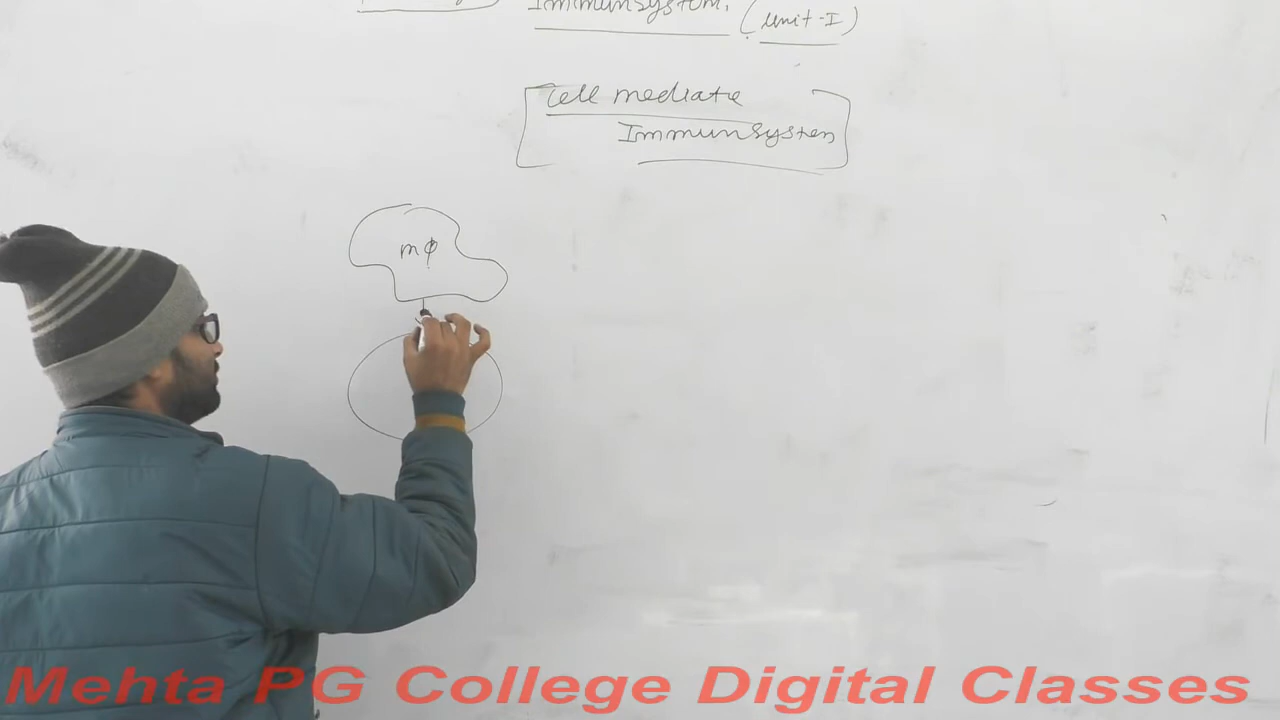 Immunsystem. (Unit-I)
Cell mediate
Immunsystem
mφ
Mehta PG College Digital Classes